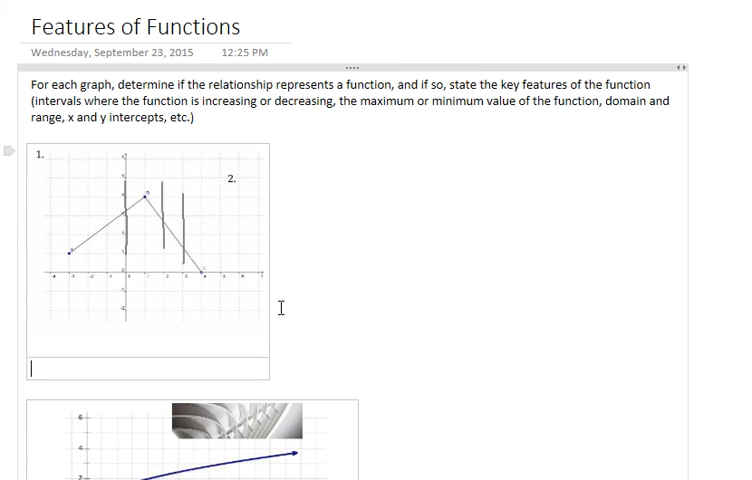 Features of Functions
Wednesday, September 23, 2015 12:25 PM
For each graph, determine if the relationship represents a function, and if so, state the key features of the function
(intervals where the function is increasing or decreasing, the maximum or minimum value of the function, domain and
range, x and y intercepts, etc.)
1.
2.
6
4
2